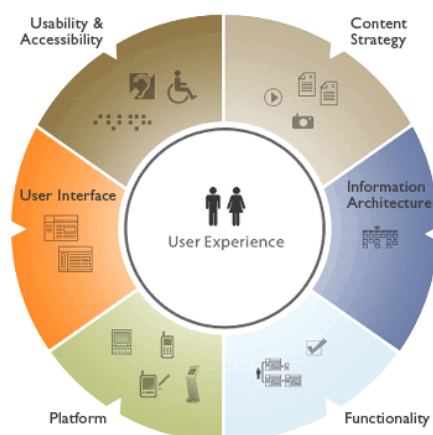 Usability &
Accessibility
Content
Strategy
User Interface
Information
Architecture
User Experience
Platform
Functionality